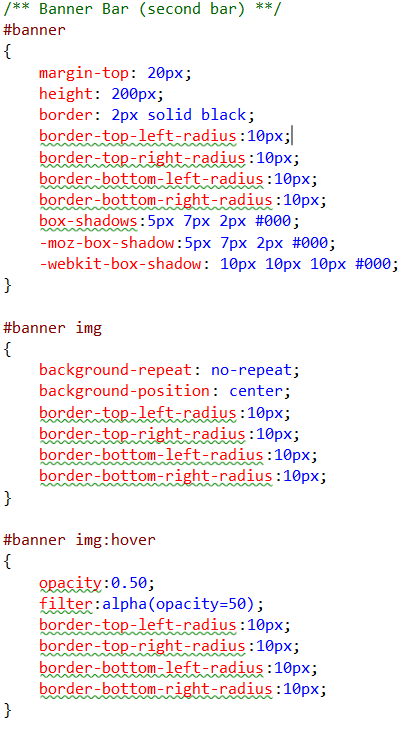 /** Banner Bar (second bar) **/
#banner
{
    margin-top: 20px;
    height: 200px;
    border: 2px solid black;
    border-top-left-radius:10px;
    border-top-right-radius:10px;
    border-bottom-left-radius:10px;
    border-bottom-right-radius:10px;
    box-shadows:5px 7px 2px #000;
    -moz-box-shadow:5px 7px 2px #000;
    -webkit-box-shadow: 10px 10px 10px #000;
}

#banner img
{
    background-repeat: no-repeat;
    background-position: center;
    border-top-left-radius:10px;
    border-top-right-radius:10px;
    border-bottom-left-radius:10px;
    border-bottom-right-radius:10px;
}

#banner img:hover
{
    opacity:0.50;
    filter:alpha(opacity=50);
    border-top-left-radius:10px;
    border-top-right-radius:10px;
    border-bottom-left-radius:10px;
    border-bottom-right-radius:10px;
}